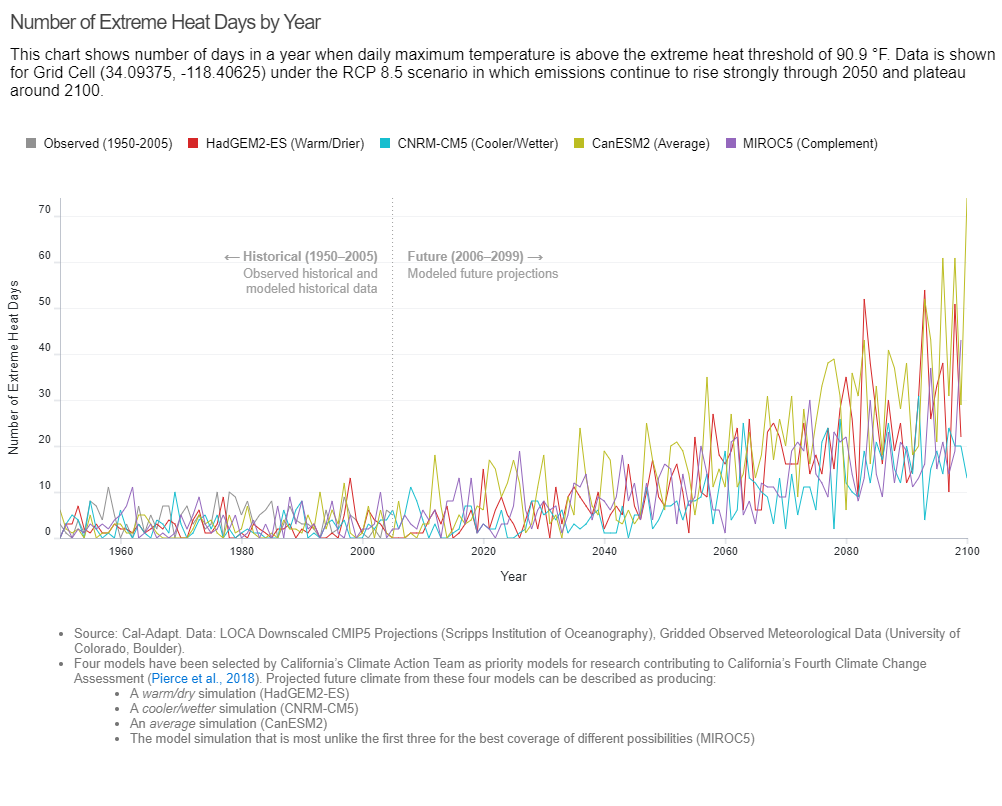 Number of Extreme Heat Days by Year
This chart shows number of days in a year when daily maximum temperature is above the extreme heat threshold of 90.9 °F. Data is shown
for Grid Cell (34.09375, -118.40625) under the RCP 8.5 scenario in which emissions continue to rise strongly through 2050 and plateau
around 2100.
Observed (1950-2005) HadGEM2-ES (Warm/Drier) CNRM-CM5 (Cooler/Wetter) CanESM2 (Average) MIROC5 (Complement)
Number of Extreme Heat Days
70
60
50
40
30
20
10
0
← Historical (1950–2005)
Observed historical and
modeled historical data
Future (2006–2099) →
Modeled future projections
1960 1980 2000 2020 2040 2060 2080 2100
Year
• Source: Cal-Adapt. Data: LOCA Downscaled CMIP5 Projections (Scripps Institution of Oceanography), Gridded Observed Meteorological Data (University of
Colorado, Boulder).
• Four models have been selected by California's Climate Action Team as priority models for research contributing to California's Fourth Climate Change
Assessment (Pierce et al., 2018). Projected future climate from these four models can be described as producing:
• A warm/dry simulation (HadGEM2-ES)
• A cooler/wetter simulation (CNRM-CM5)
• An average simulation (CanESM2)
• The model simulation that is most unlike the first three for the best coverage of different possibilities (MIROC5)